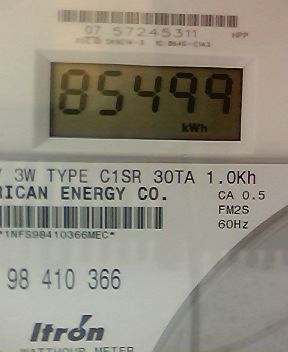 07 57245311 NPP
85499
kWh
V 3W TYPE C1SR 30TA 1.0Kh
RICAN ENERGY CO. CA 0.5
FM2S
60Hz
*1NFS98410366MEC*
98 410 366
Itron
WATTHOUR METER